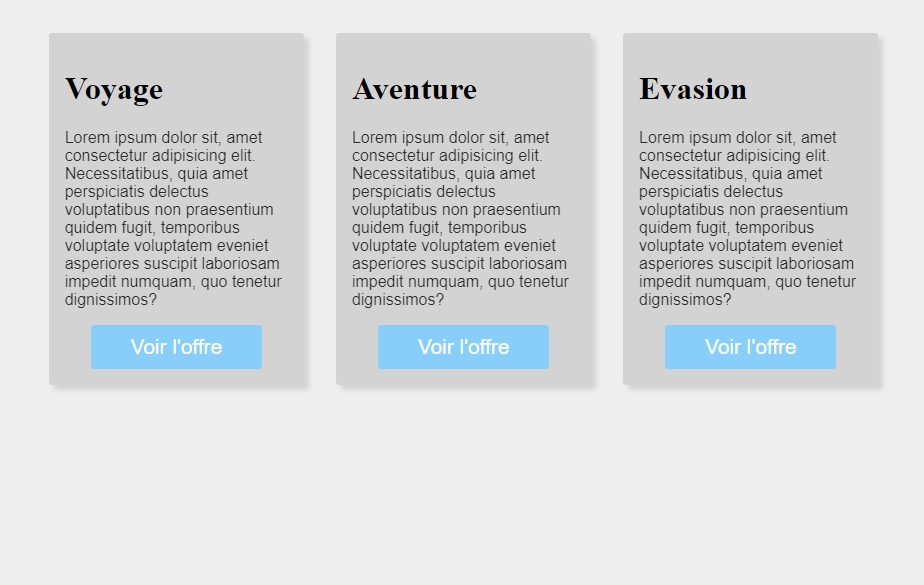 Voyage
Lorem ipsum dolor sit, amet
consectetur adipisicing elit.
Necessitatibus, quia amet
perspiciatis delectus
voluptatibus non praesentium
quidem fugit, temporibus
voluptate voluptatem eveniet
asperiores suscipit laboriosam
impedit numquam, quo tenetur
dignissimos?
Voir l'offre
Aventure
Lorem ipsum dolor sit, amet
consectetur adipisicing elit.
Necessitatibus, quia amet
perspiciatis delectus
voluptatibus non praesentium
quidem fugit, temporibus
voluptate voluptatem eveniet
asperiores suscipit laboriosam
impedit numquam, quo tenetur
dignissimos?
Voir l'offre
Evasion
Lorem ipsum dolor sit, amet
consectetur adipisicing elit.
Necessitatibus, quia amet
perspiciatis delectus
voluptatibus non praesentium
quidem fugit, temporibus
voluptate voluptatem eveniet
asperiores suscipit laboriosam
impedit numquam, quo tenetur
dignissimos?
Voir l'offre